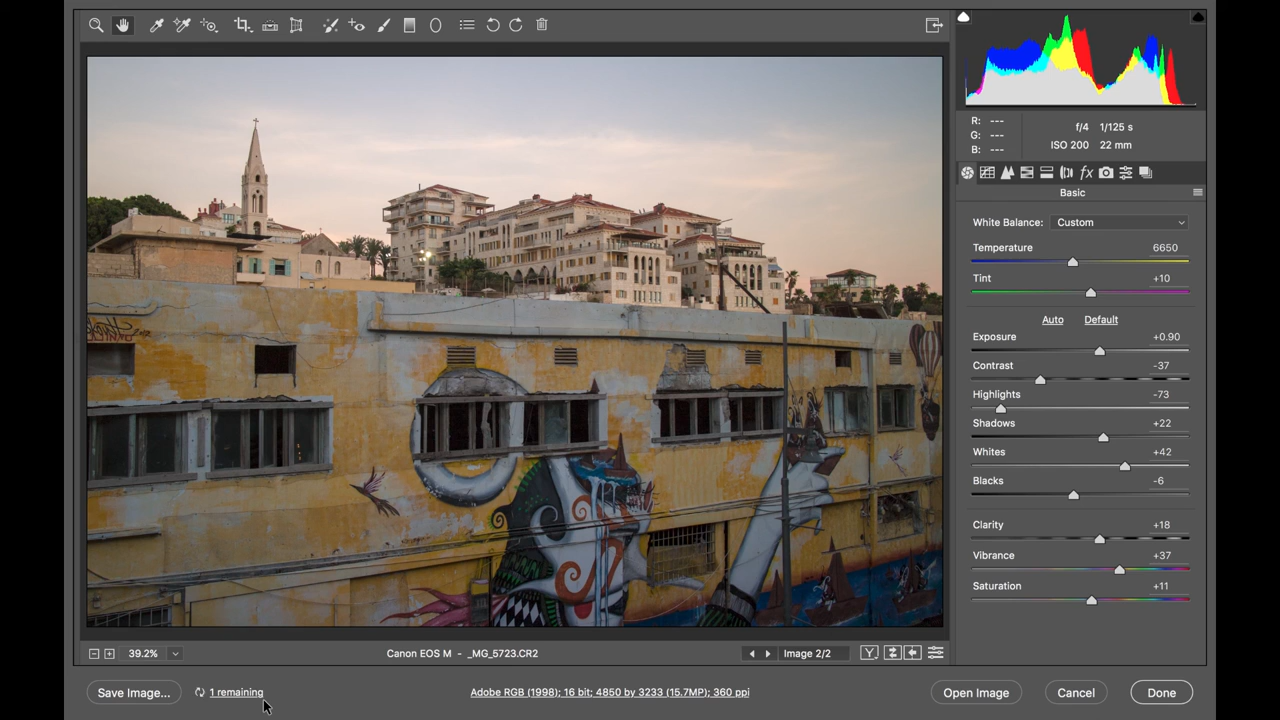 R: ---
G: ---
B: ---
f/4 1/125 s
ISO 200 22 mm
fx
Basic
White Balance: Custom
Temperature 6650
Tint +10
Auto Default
Exposure +0.90
Contrast -37
Highlights -73
Shadows +22
Whites +42
Blacks -6
Clarity +18
Vibrance +37
Saturation +11
39.2%
Canon EOS M - _MG_5723.CR2
Image 2/2
Y
Save Image...
1 remaining
Adobe RGB (1998); 16 bit; 4850 by 3233 (15.7MP); 360 ppi
Open Image
Cancel
Done